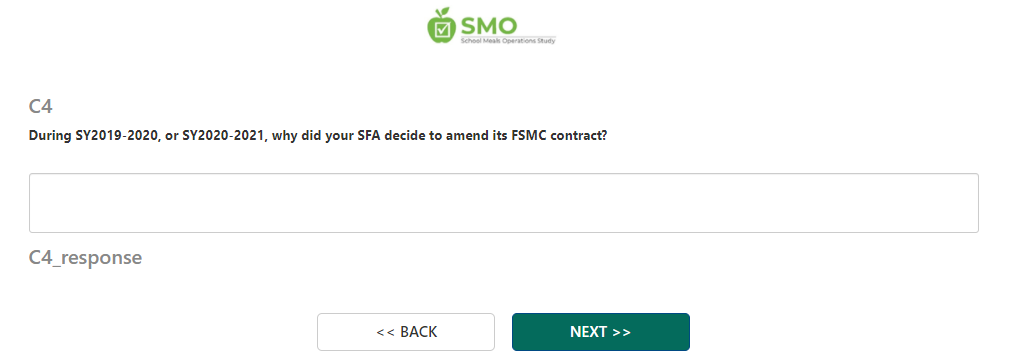 SMO
School Meals Operations Study
C4
During SY2019-2020, or SY2020-2021, why did your SFA decide to amend its FSMC contract?
C4_response
<< BACK
NEXT >>